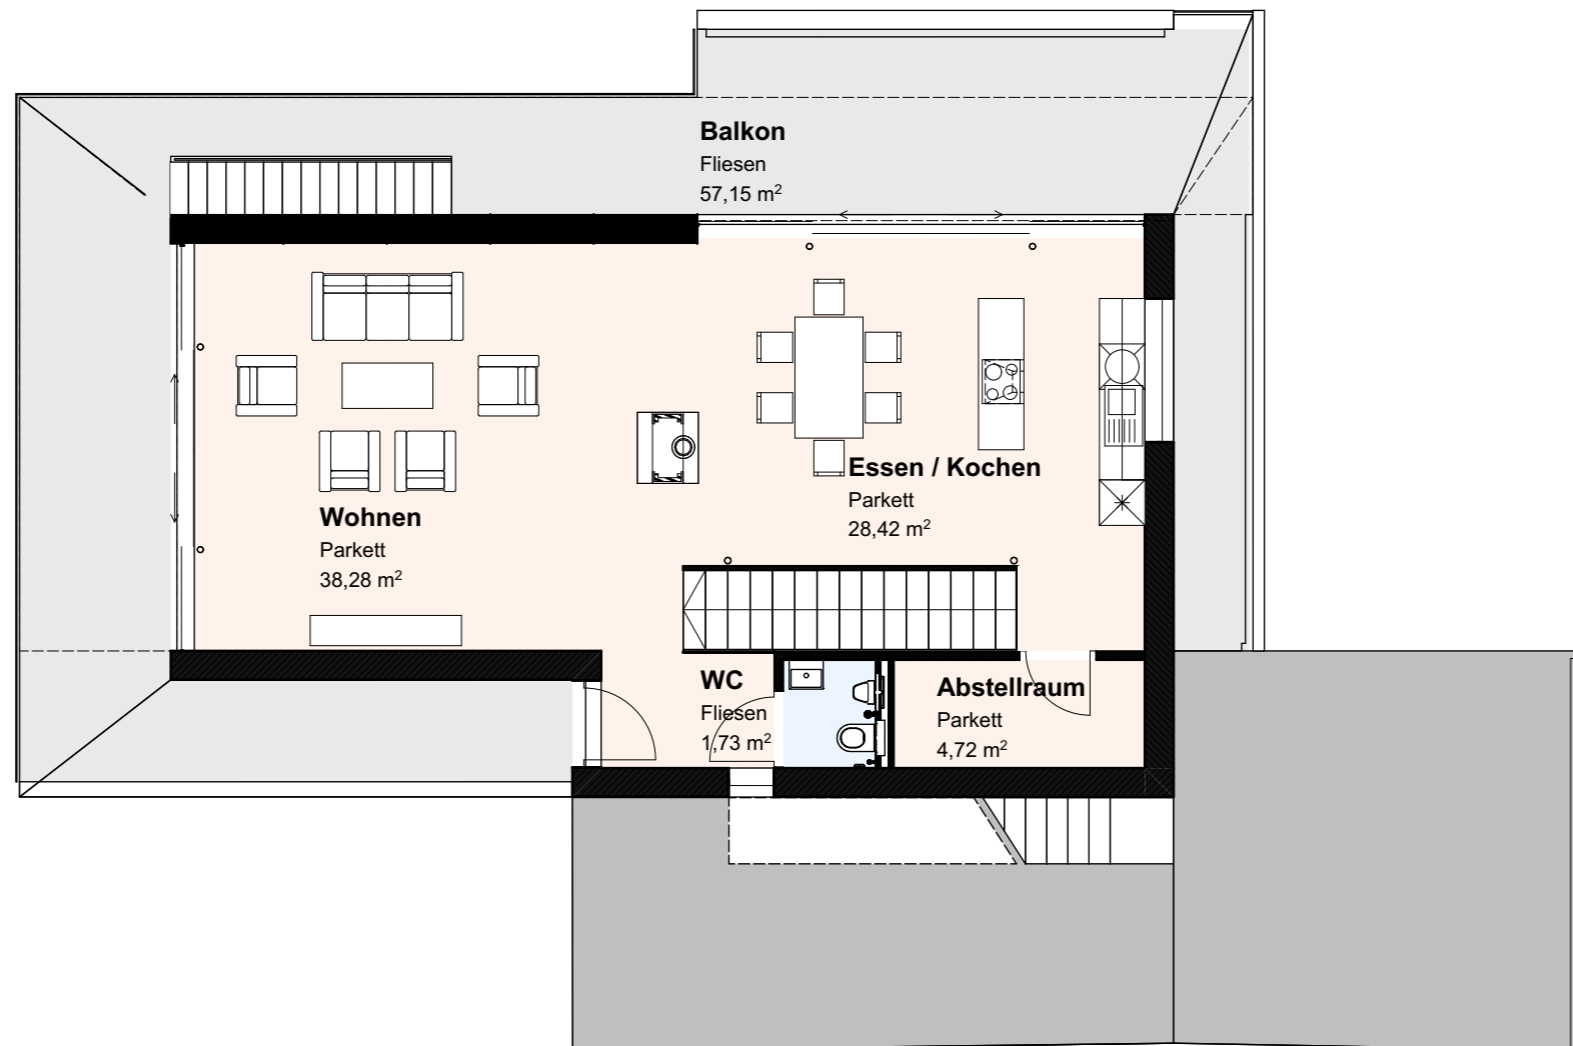 Balkon
Fliesen
57,15 m²
Essen / Kochen
Parkett
28,42 m²
Wohnen
Parkett
38,28 m²
WC
Fliesen
1,73 m²
Abstellraum
Parkett
4,72 m²